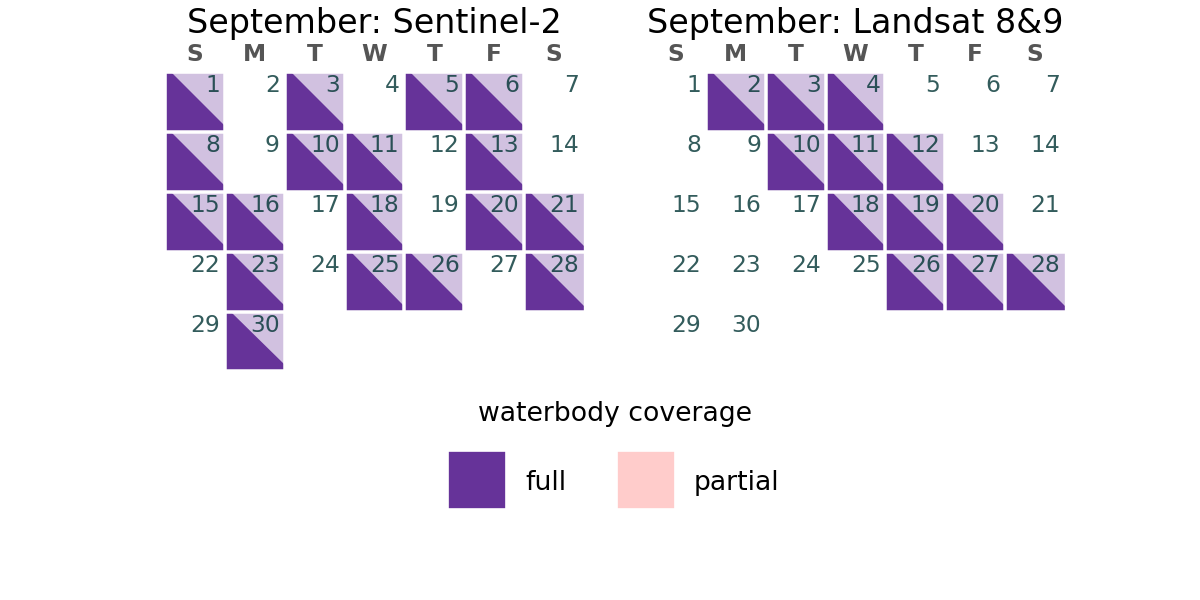 September: Sentinel-2
S M T W T F S
1 2 3 4 5 6 7
8 9 10 11 12 13 14
15 16 17 18 19 20 21
22 23 24 25 26 27 28
29 30
September: Landsat 8&9
S M T W T F S
1 2 3 4 5 6 7
8 9 10 11 12 13 14
15 16 17 18 19 20 21
22 23 24 25 26 27 28
29 30
waterbody coverage
full partial